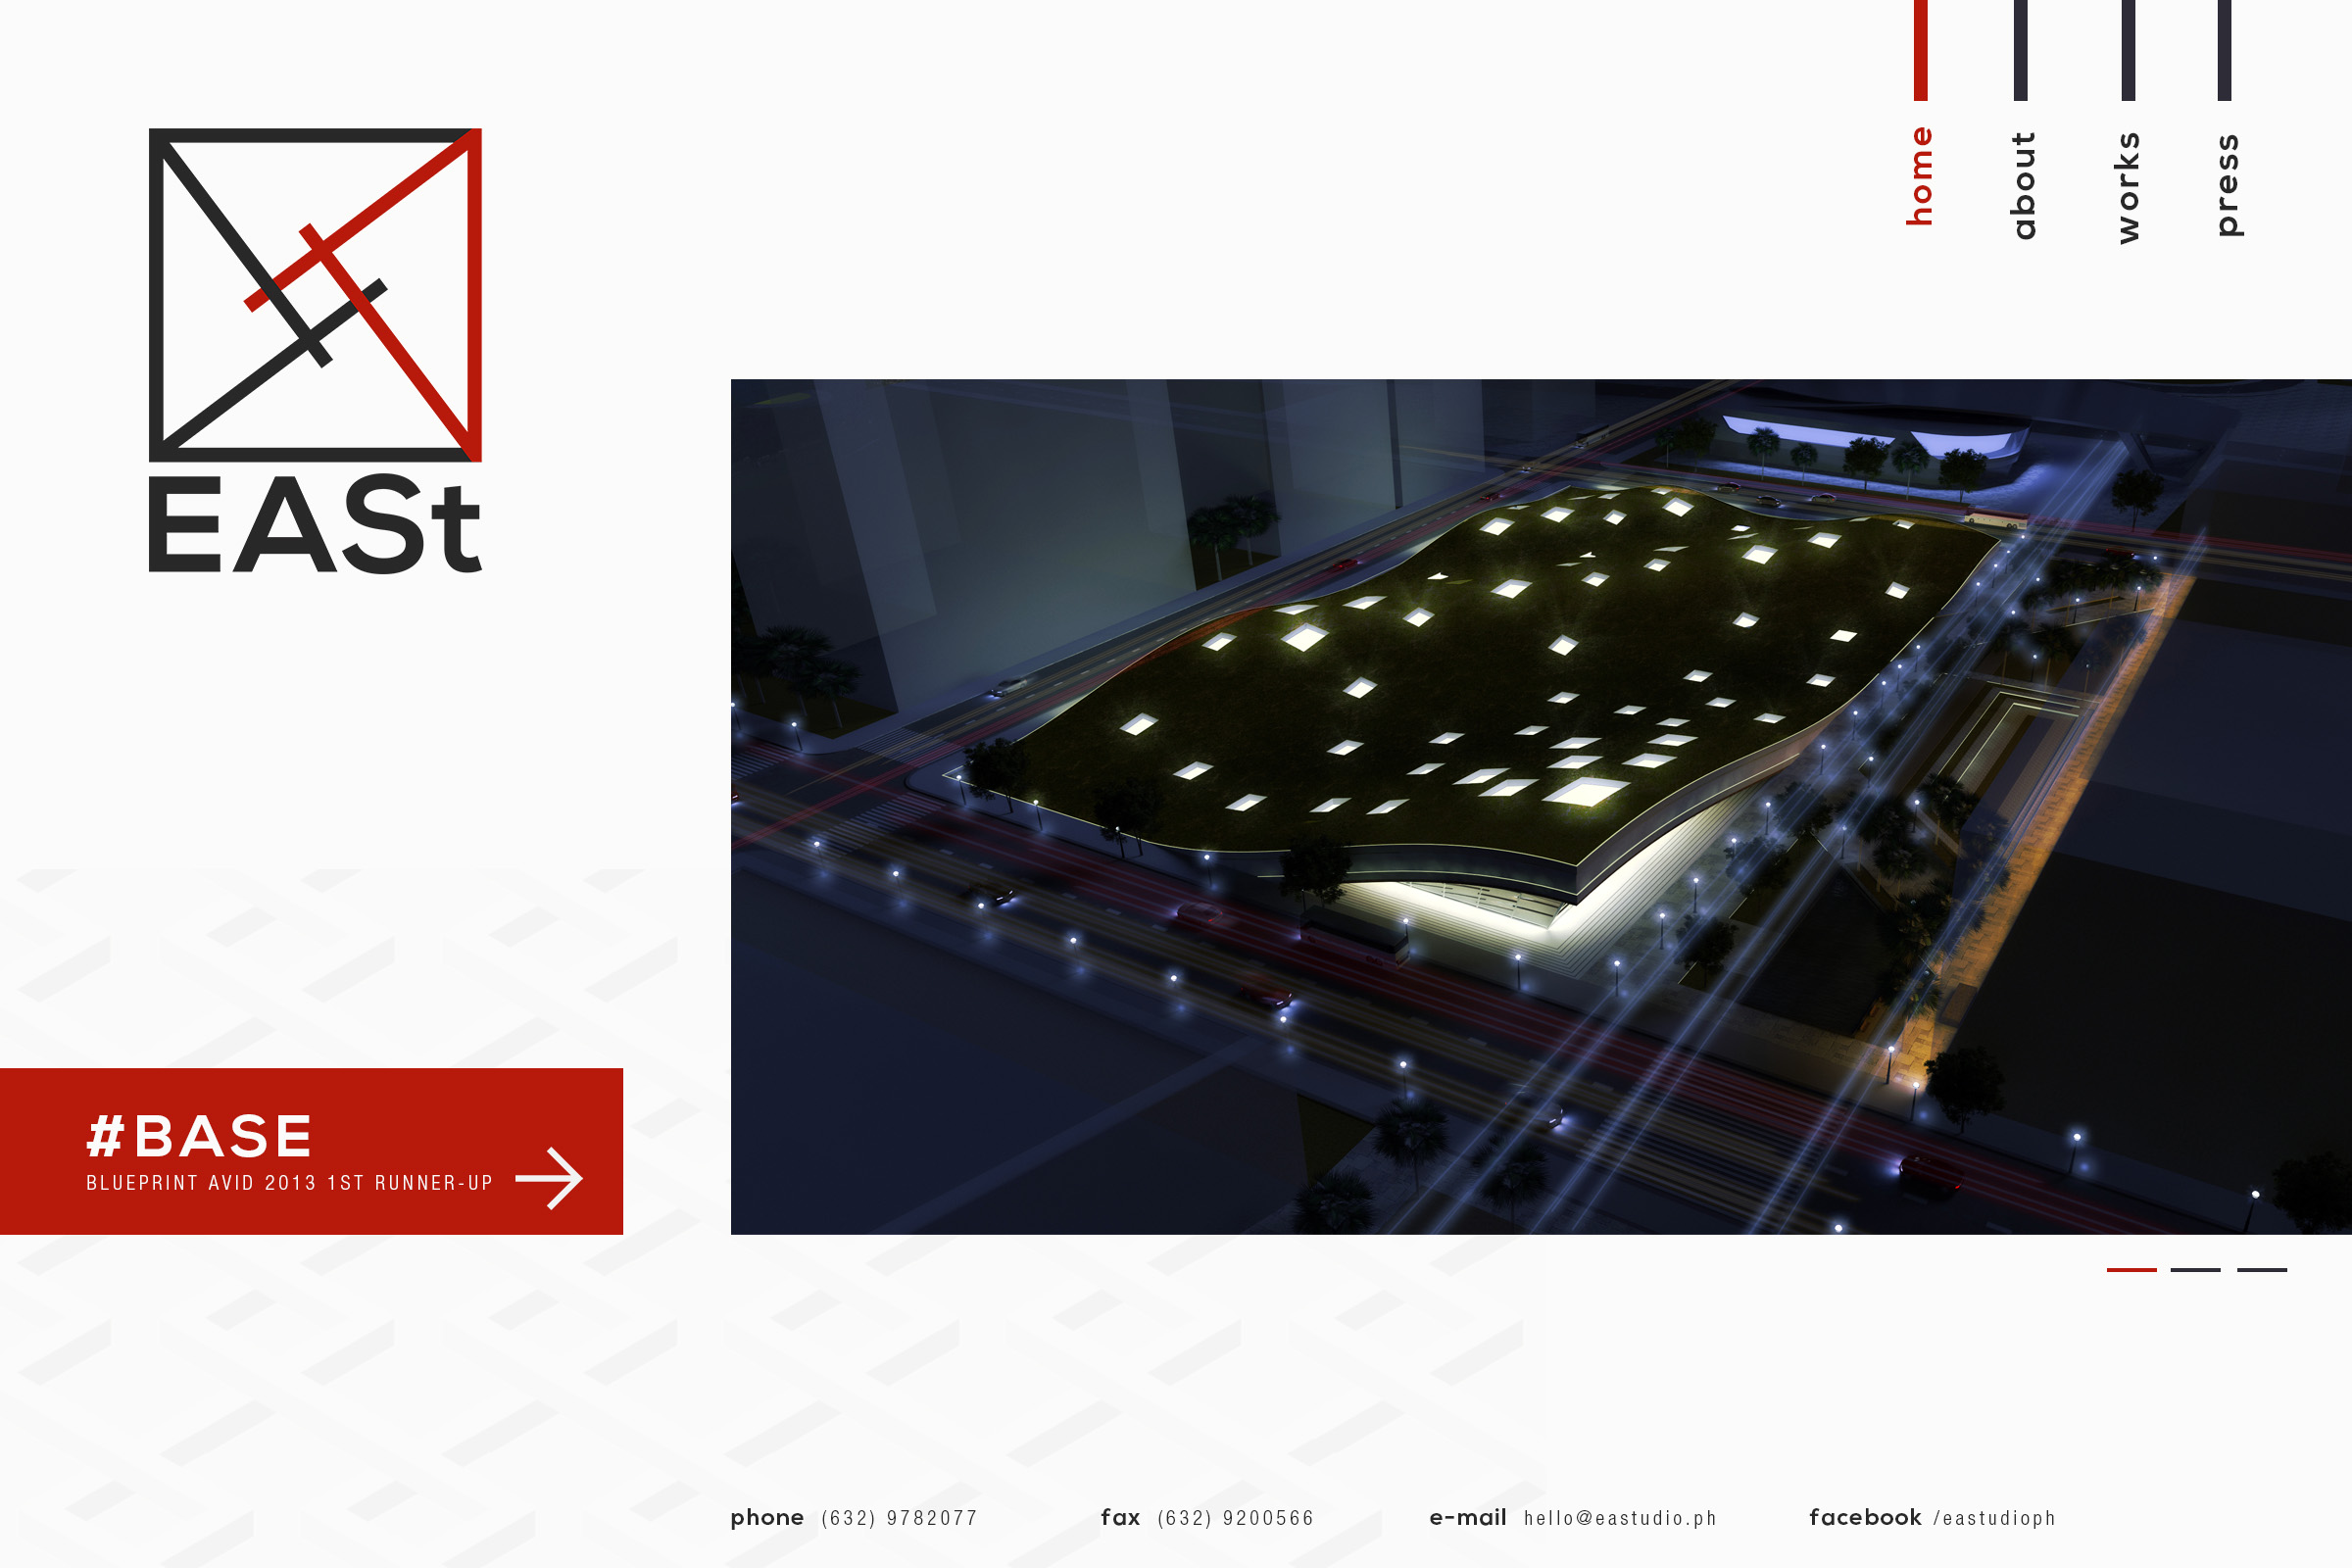 home
about
works
press
EASt
#BASE
BLUEPRINT AVID 2013 1ST RUNNER-UP
phone (632) 9782077
fax (632) 9200566
e-mail hello@eastudio.ph
facebook /eastudioph